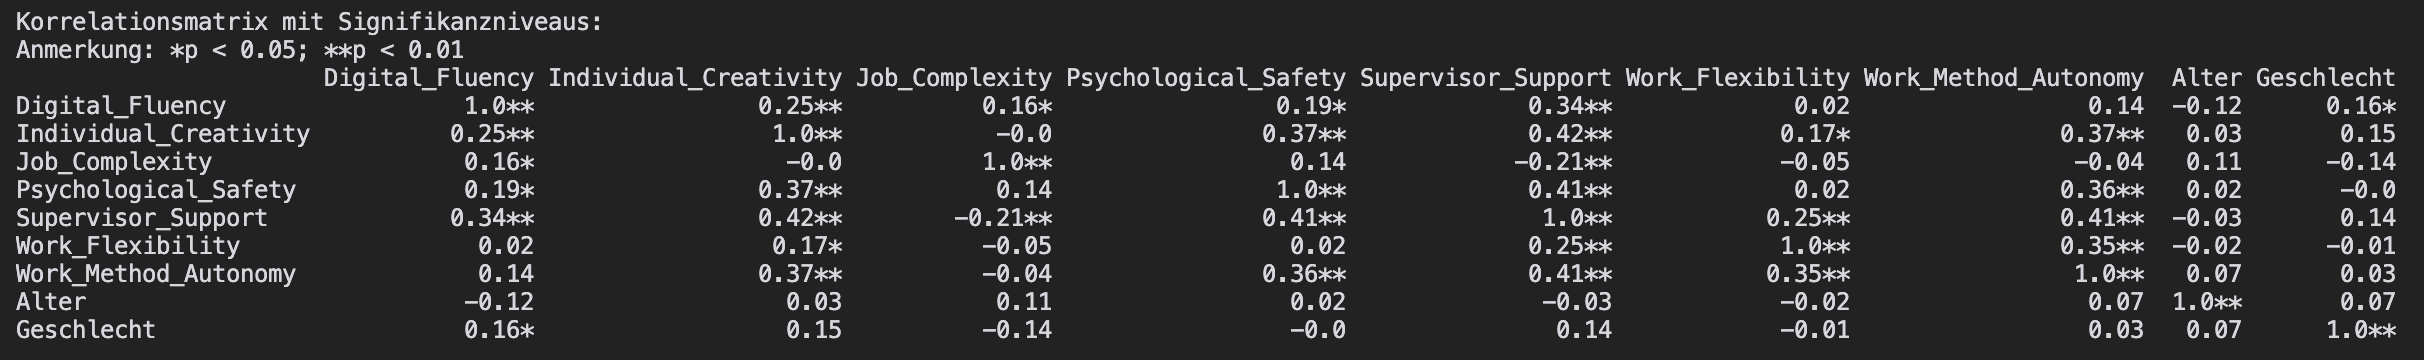 Korrelationsmatrix mit Signifikanzniveaus:
Anmerkung: *p < 0.05; **p < 0.01
Digital_Fluency Individual_Creativity Job_Complexity Psychological_Safety Supervisor_Support Work_Flexibility Work_Method_Autonomy Alter Geschlecht
Digital_Fluency 1.0** 0.25** 0.16* 0.19* 0.34** 0.02 0.14 −0.12 0.16*
Individual_Creativity 0.25** 1.0** −0.0 0.37** 0.42** 0.17* 0.37** 0.03 0.15
Job_Complexity 0.16* −0.0 1.0** 0.14 −0.21** −0.05 −0.04 0.11 −0.14
Psychological_Safety 0.19* 0.37** 0.14 1.0** 0.41** 0.02 0.36** 0.02 −0.0
Supervisor_Support 0.34** 0.42** −0.21** 0.41** 1.0** 0.25** 0.41** −0.03 0.14
Work_Flexibility 0.02 0.17* −0.05 0.02 0.25** 1.0** 0.35** −0.02 −0.01
Work_Method_Autonomy 0.14 0.37** −0.04 0.36** 0.41** 0.35** 1.0** 0.07 0.03
Alter −0.12 0.03 0.11 0.02 −0.03 −0.02 0.07 1.0** 0.07
Geschlecht 0.16* 0.15 −0.14 −0.0 0.14 −0.01 0.03 0.07 1.0**